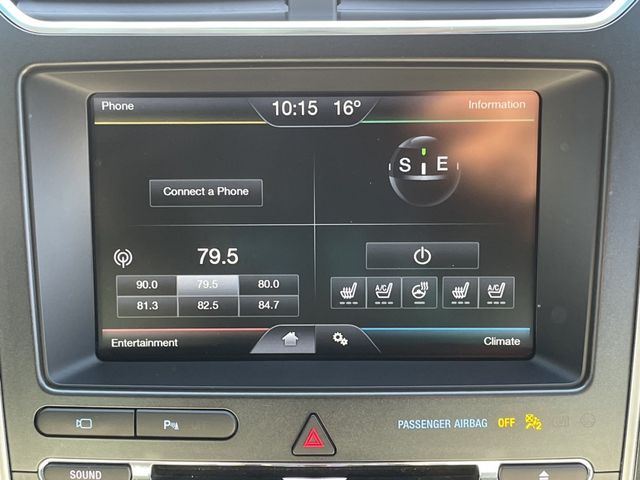 Phone 10:15 16° Information
S E
Connect a Phone
79.5
90.0 79.5 80.0
81.3 82.5 84.7
A/C A/C
Entertainment Climate
P
PASSENGER AIRBAG OFF 2
SOUND